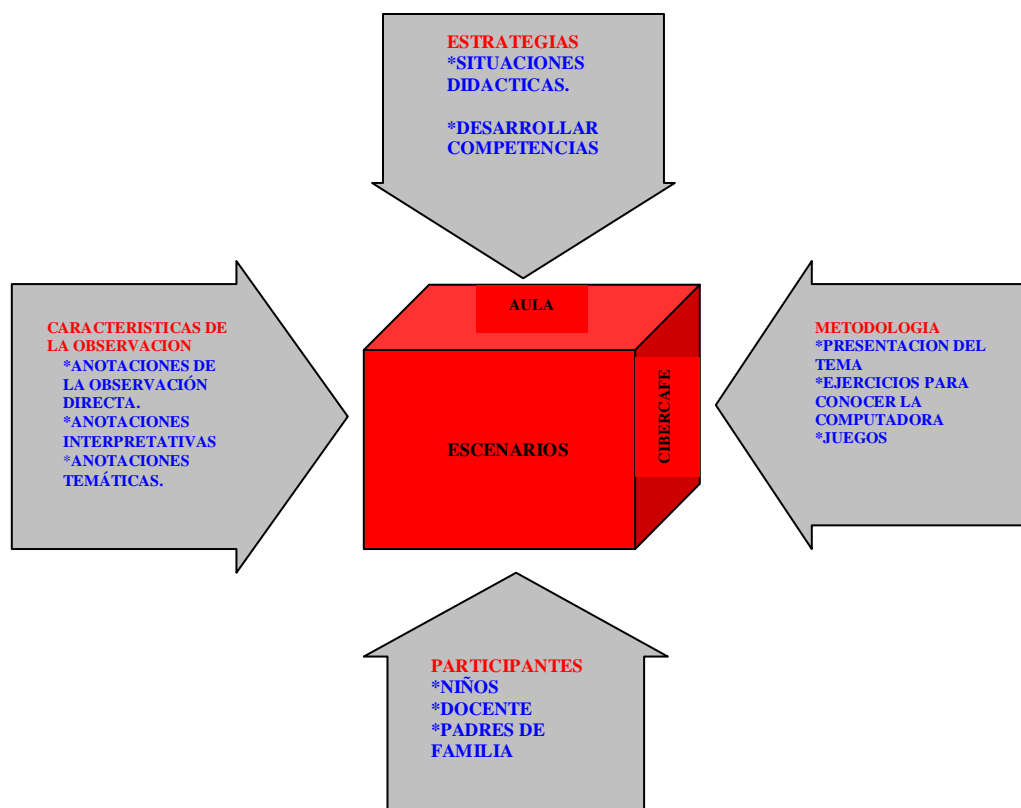 ESTRATEGIAS
*SITUACIONES
DIDACTICAS.
*DESARROLLAR
COMPETENCIAS
CARACTERISTICAS DE
LA OBSERVACION
*ANOTACIONES DE
LA OBSERVACIÓN
DIRECTA.
*ANOTACIONES
INTERPRETATIVAS
*ANOTACIONES
TEMÁTICAS.
AULA
ESCENARIOS
CIBERCAFE
METODOLOGIA
*PRESENTACION DEL
TEMA
*EJERCICIOS PARA
CONOCER LA
COMPUTADORA
*JUEGOS
PARTICIPANTES
*NIÑOS
*DOCENTE
*PADRES DE
FAMILIA